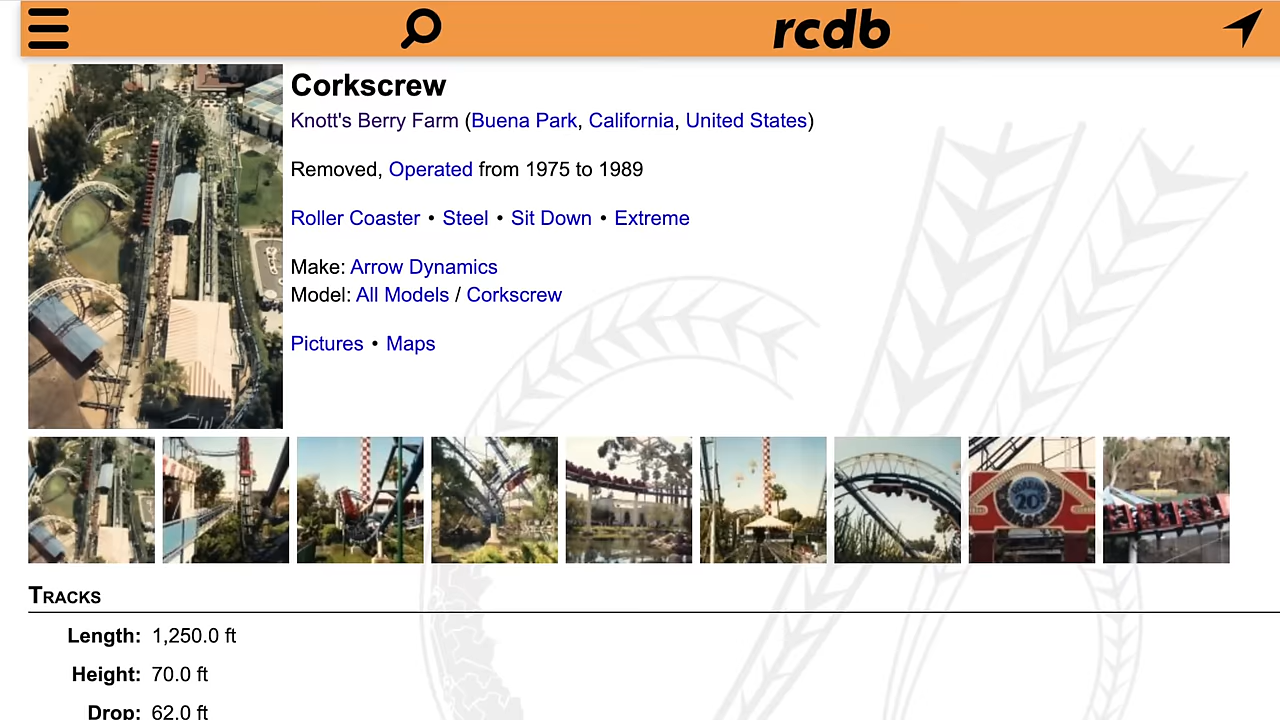 rcdb
Corkscrew
Knott's Berry Farm (Buena Park, California, United States)
Removed, Operated from 1975 to 1989
Roller Coaster • Steel • Sit Down • Extreme
Make: Arrow Dynamics
Model: All Models / Corkscrew
Pictures • Maps
20
Tracks
Length: 1,250.0 ft
Height: 70.0 ft
Drop: 62.0 ft